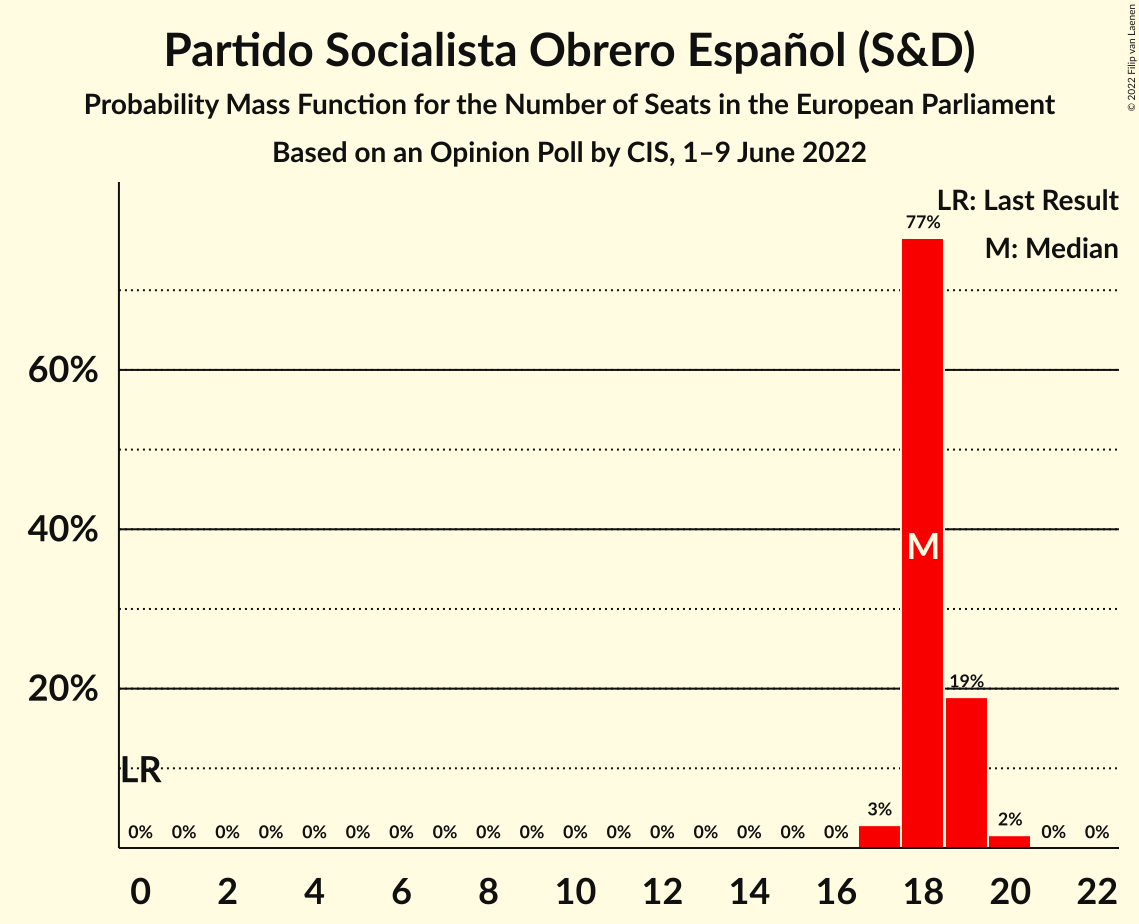 Partido Socialista Obrero Español (S&D)
Probability Mass Function for the Number of Seats in the European Parliament
Based on an Opinion Poll by CIS, 1–9 June 2022
© 2022 Filip van Laenen
LR: Last Result
M: Median
77%
60%
40%
M
20%
19%
LR
3%
2%
0% 0% 0% 0% 0% 0% 0% 0% 0% 0% 0% 0% 0% 0% 0% 0% 0% 0% 0%
0 2 4 6 8 10 12 14 16 18 20 22